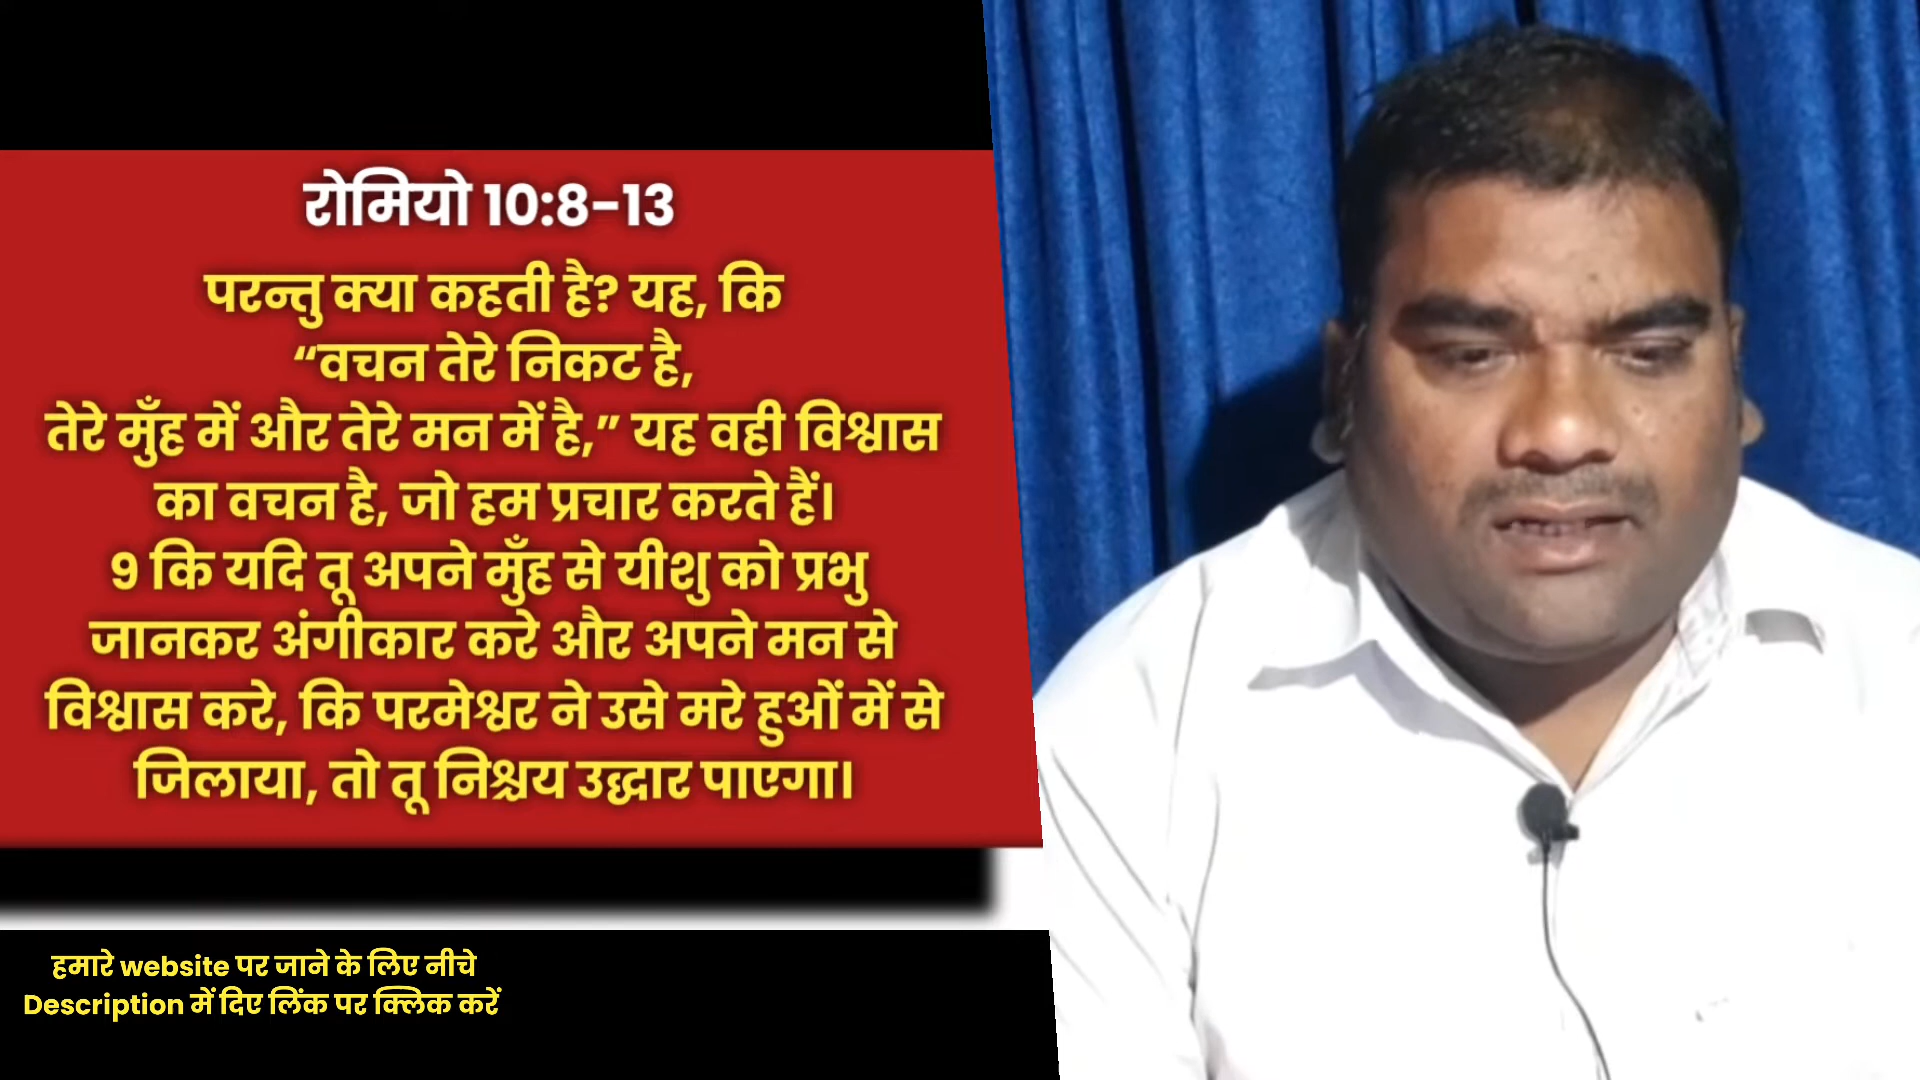 रोमियो 10:8-13
परन्तु क्या कहती है? यह, कि
“वचन तेरे निकट है,
तेरे मुँह में और तेरे मन में है,” यह वही विश्वास
का वचन है, जो हम प्रचार करते हैं।
9 कि यदि तू अपने मुँह से यीशु को प्रभु
जानकर अंगीकार करे और अपने मन से
विश्वास करे, कि परमेश्वर ने उसे मरे हुओं में से
जिलाया, तो तू निश्चय उद्धार पाएगा।
हमारे website पर जाने के लिए नीचे
Description में दिए लिंक पर क्लिक करें